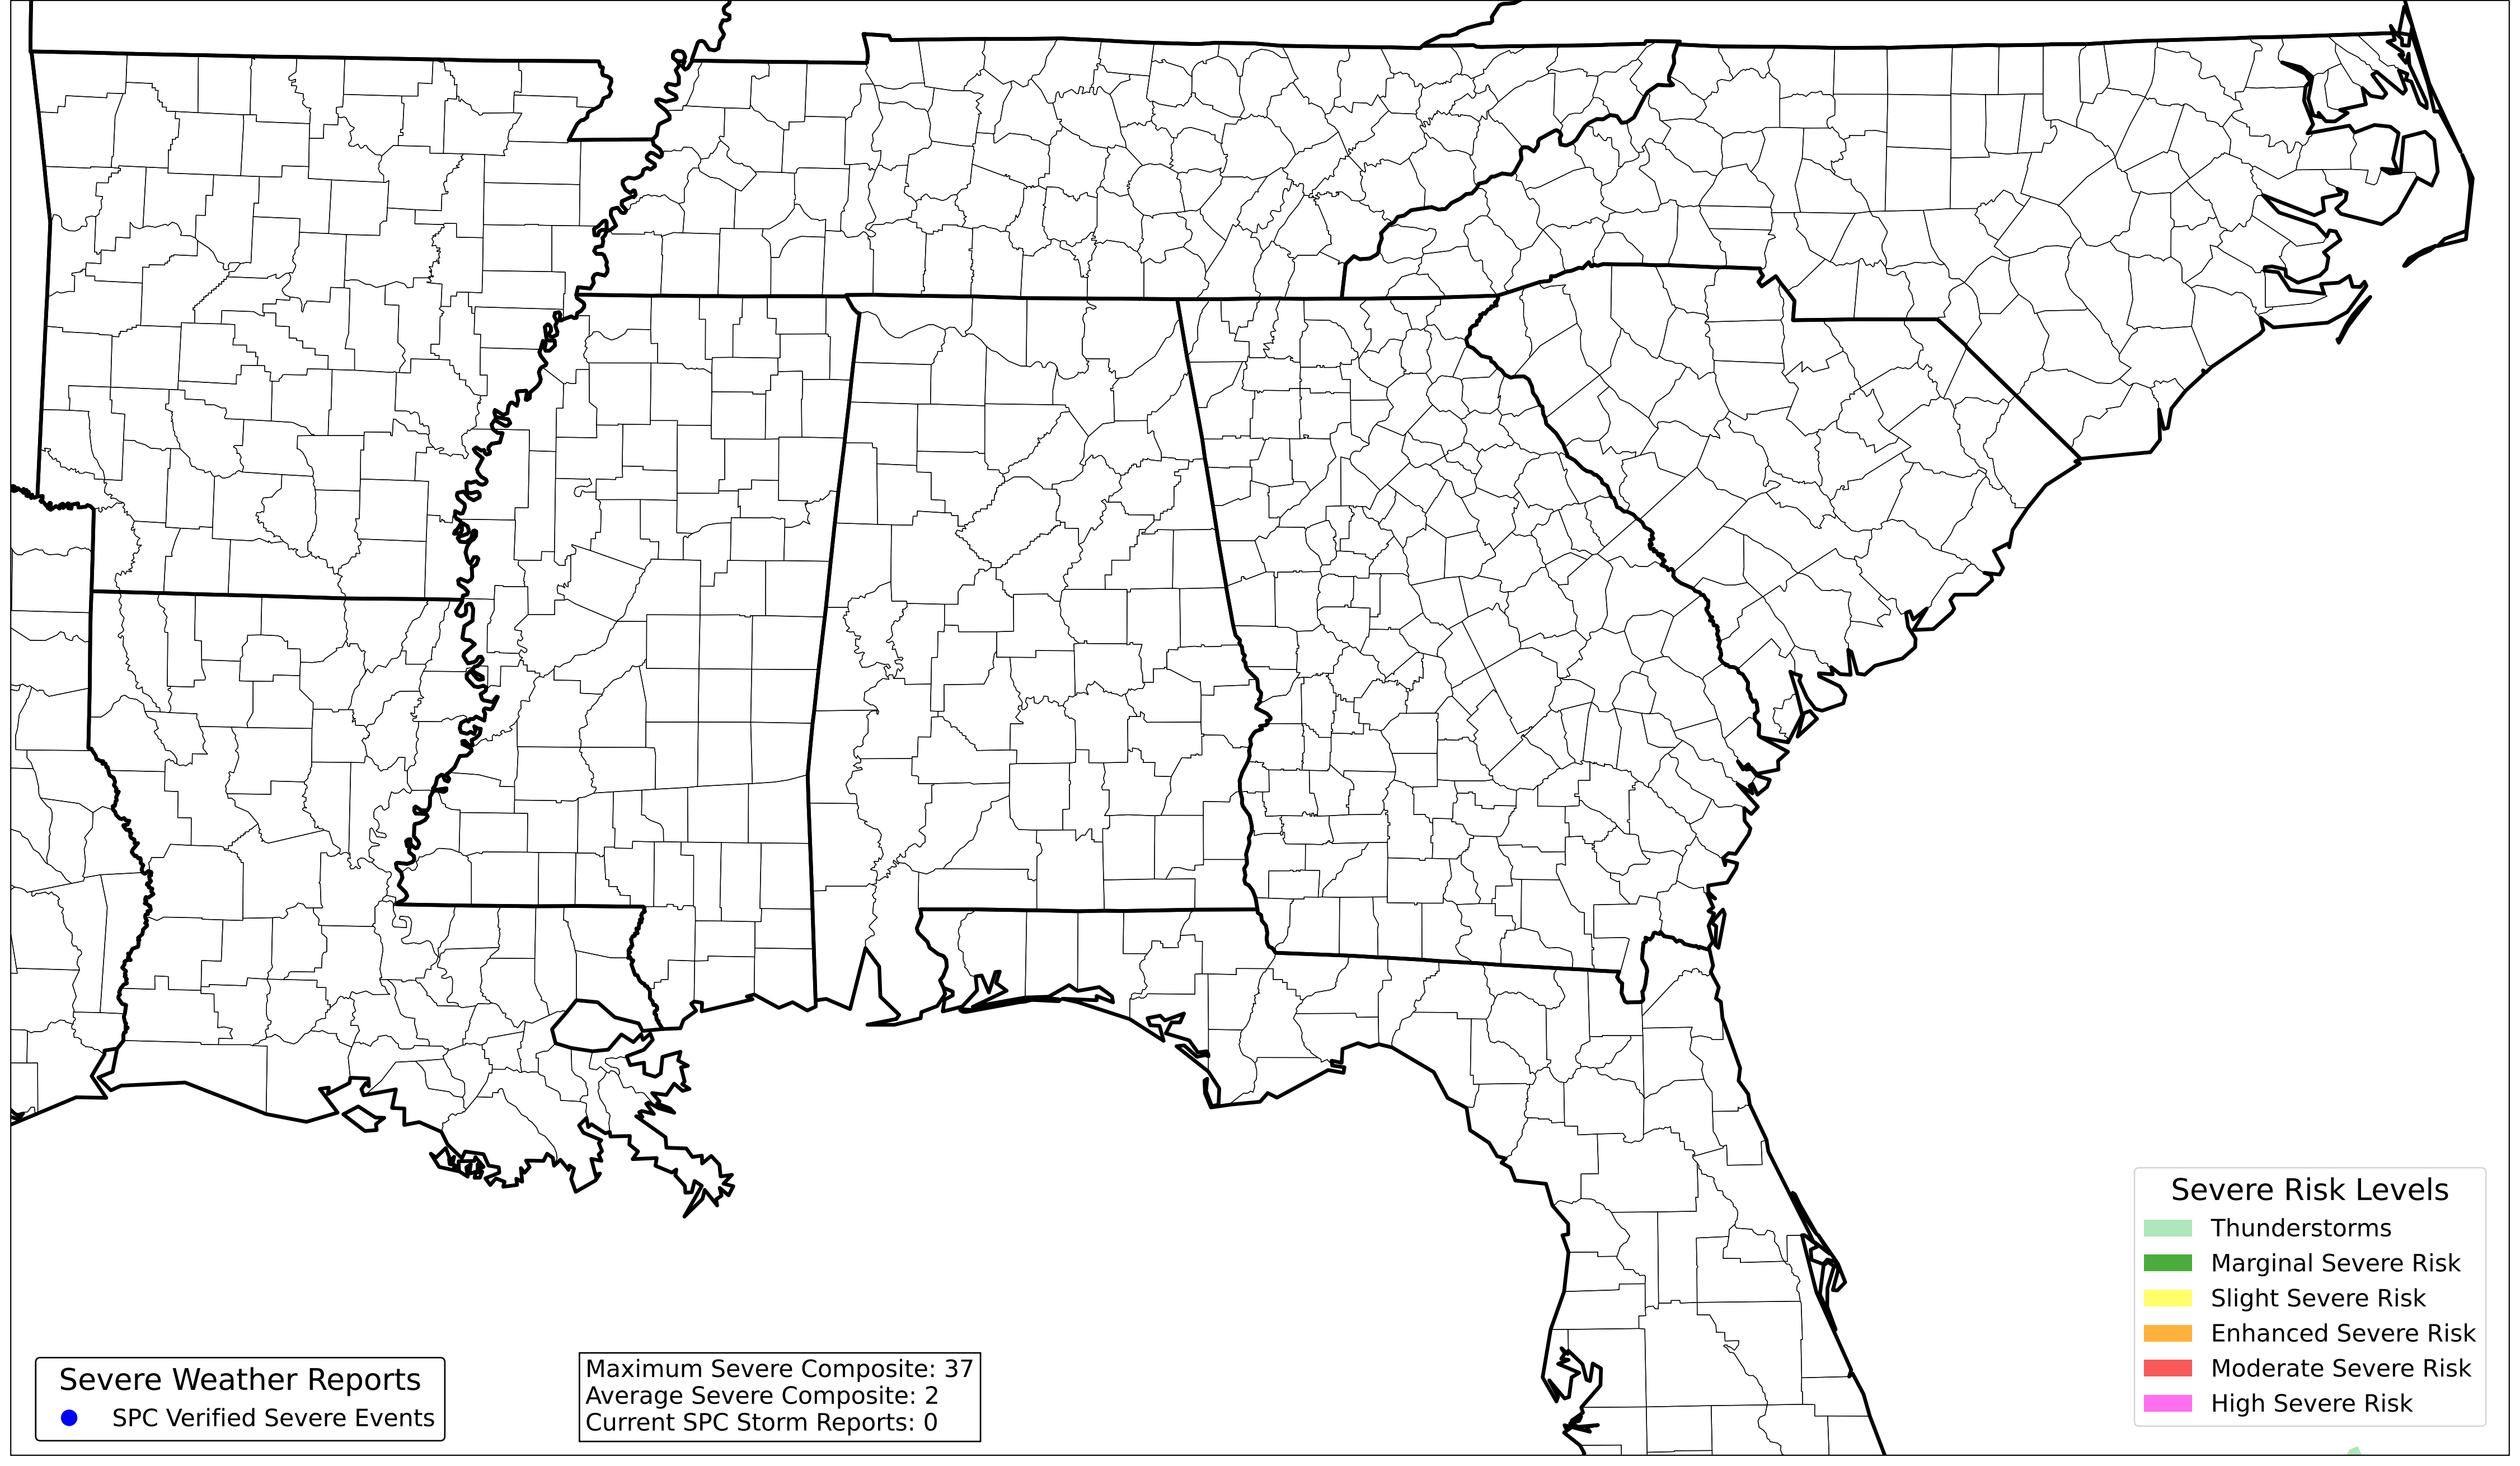 Severe Risk Levels
Thunderstorms
Marginal Severe Risk
Slight Severe Risk
Enhanced Severe Risk
Moderate Severe Risk
High Severe Risk
Severe Weather Reports
SPC Verified Severe Events
Maximum Severe Composite: 37
Average Severe Composite: 2
Current SPC Storm Reports: 0